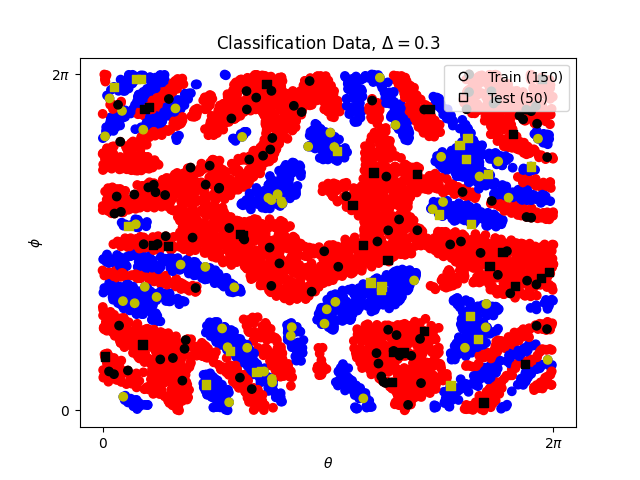 Classification Data, Δ = 0.3
2π
Train (150)
Test (50)
ϕ
0
0
2π
θ